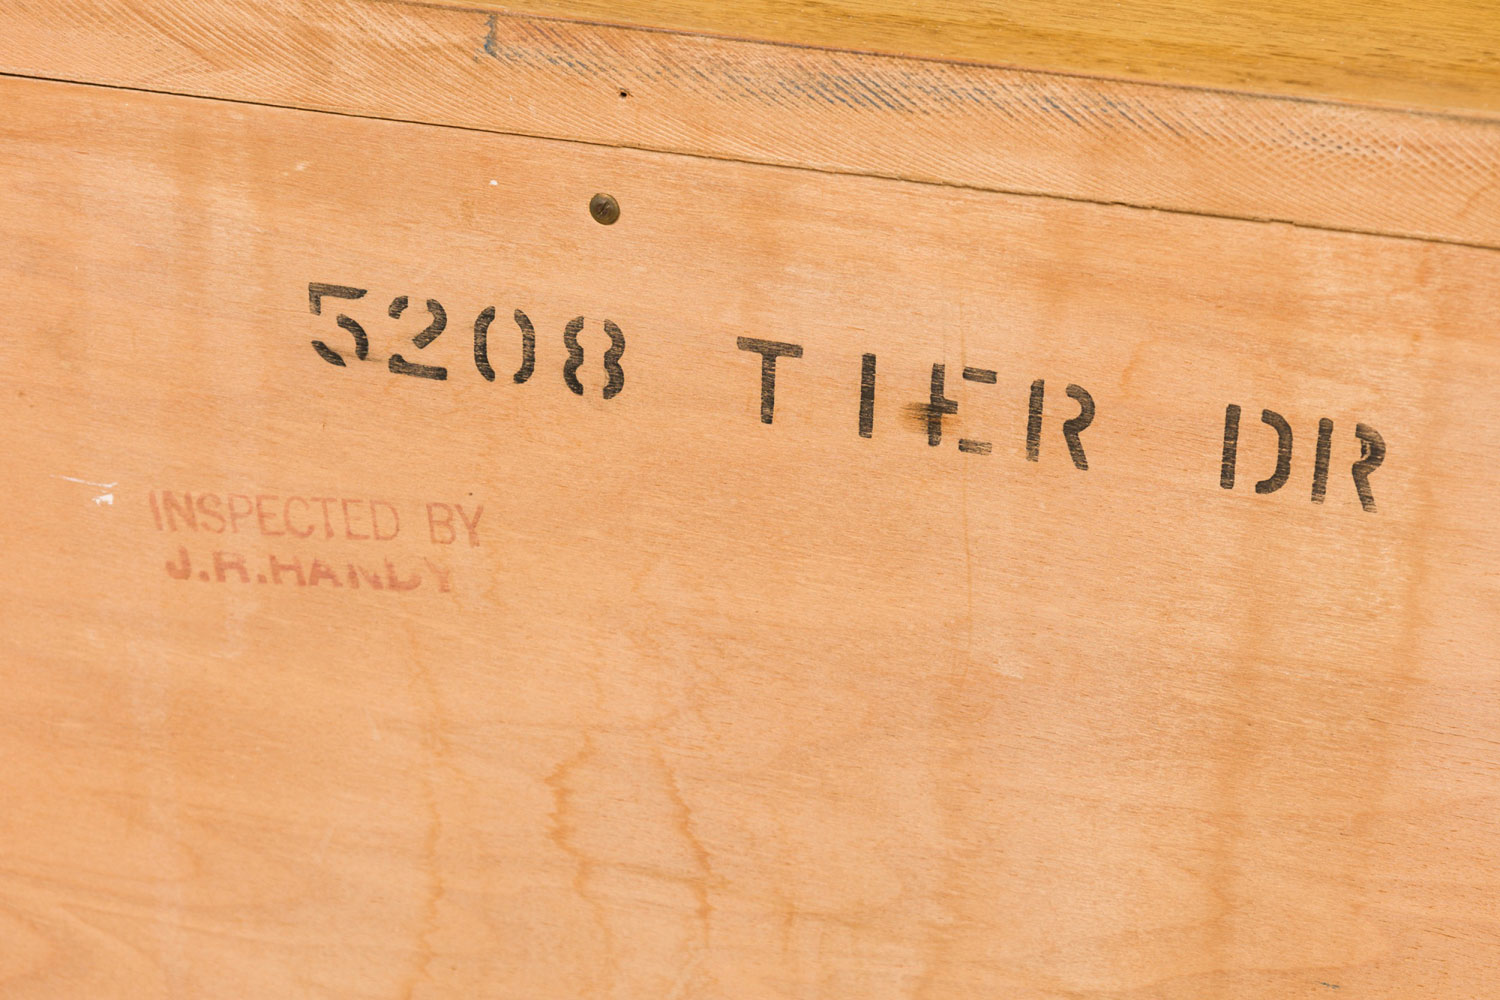 5208 TIER DR
INSPECTED BY
J.R.HANDY